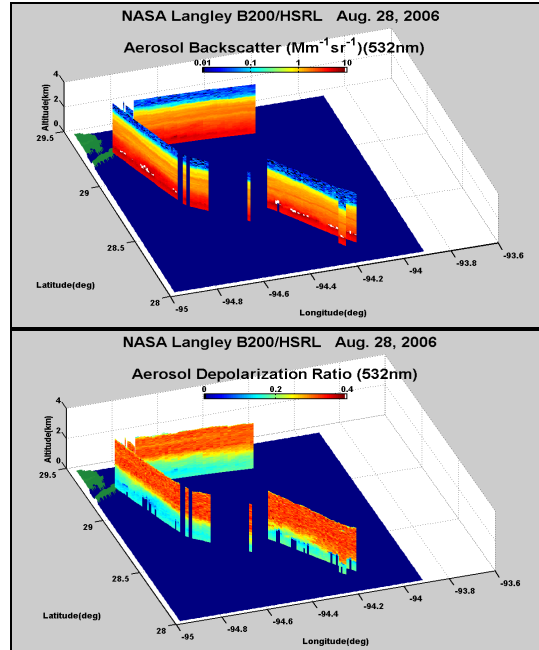 NASA Langley B200/HSRL Aug. 28, 2006
Aerosol Backscatter (Mm⁻¹sr⁻¹)(532nm)
0.01 0.1 1 10
Altitude(km)
4
2
0
29.5
29
28.5
28
Latitude(deg)
-95
-94.8
-94.6
-94.4
-94.2
-94
-93.8
-93.6
Longitude(deg)
NASA Langley B200/HSRL Aug. 28, 2006
Aerosol Depolarization Ratio (532nm)
0 0.2 0.4
Altitude(km)
4
2
0
29.5
29
28.5
28
Latitude(deg)
-95
-94.8
-94.6
-94.4
-94.2
-94
-93.8
-93.6
Longitude(deg)